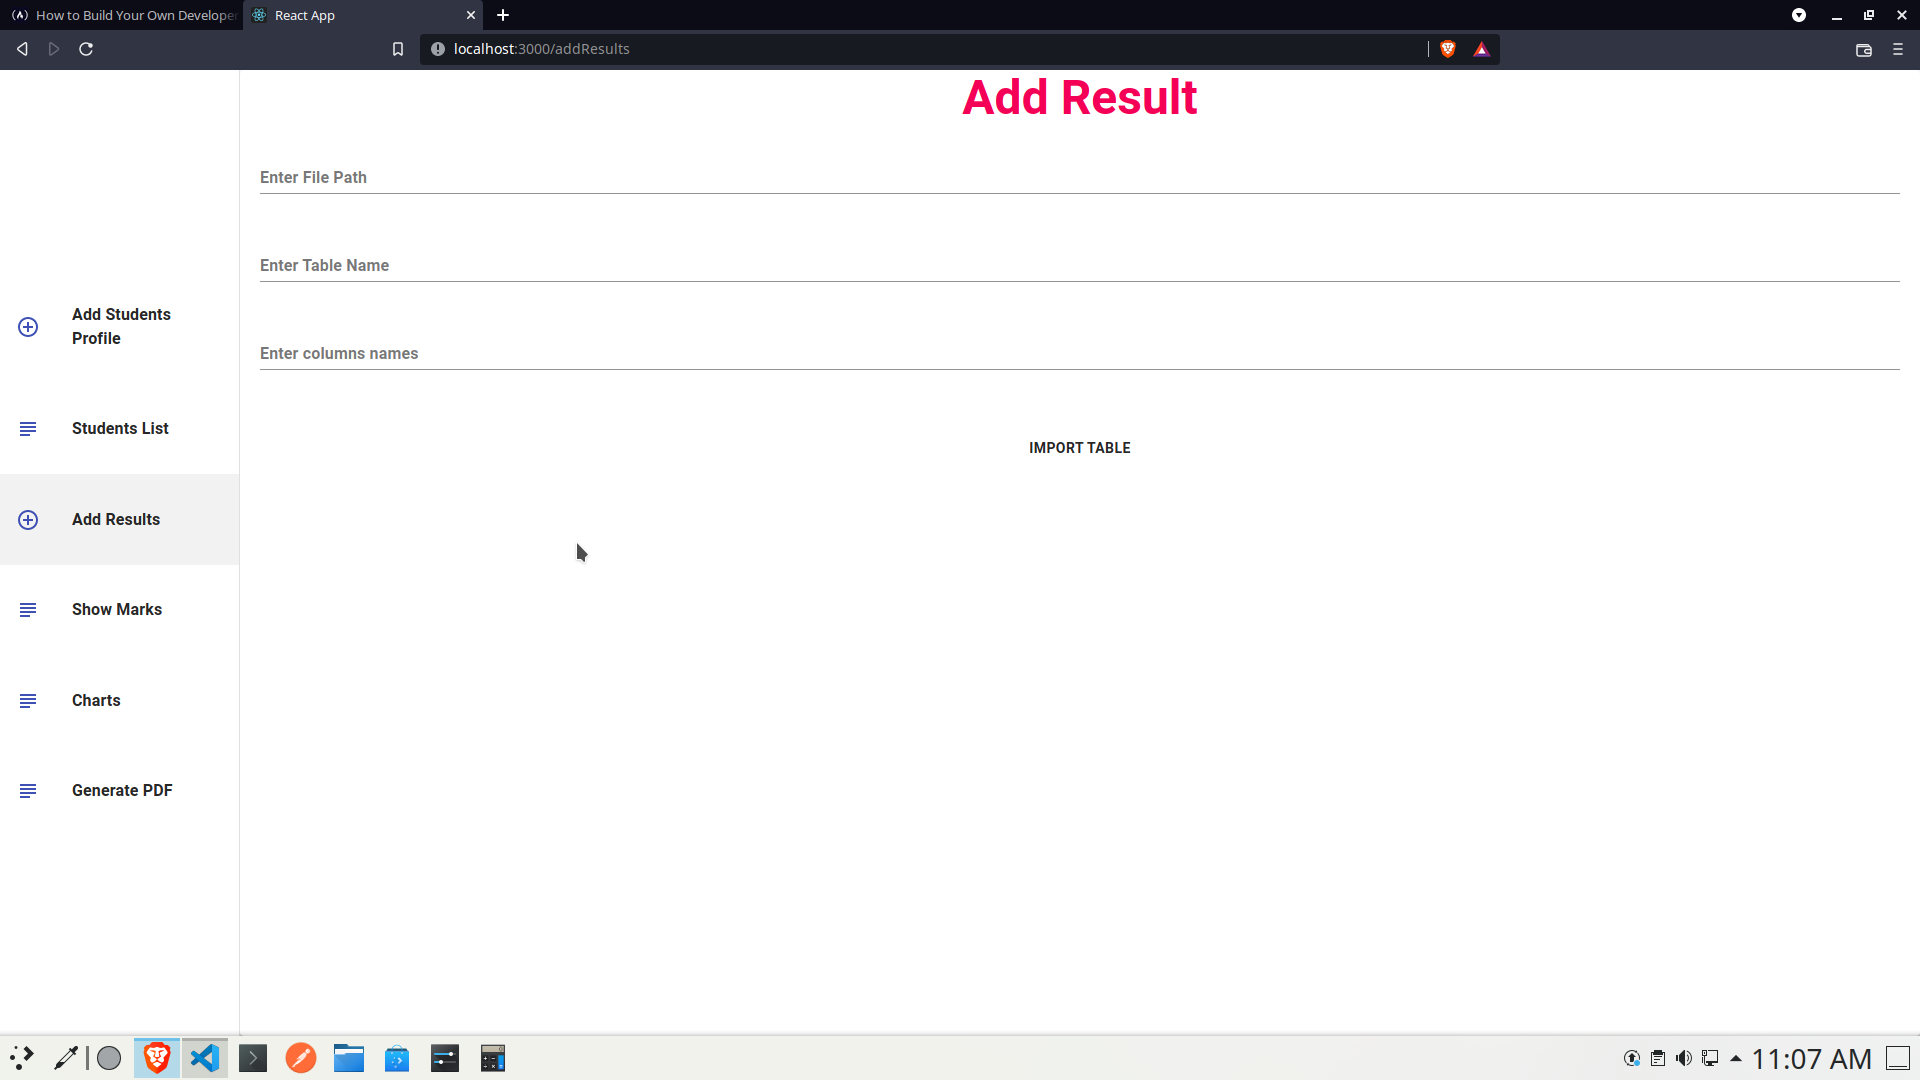 How to Build Your Own Develope
React App
localhost:3000/addResults
Add Result
Enter File Path
Enter Table Name
Enter columns names
IMPORT TABLE
Add Students
Profile
Students List
Add Results
Show Marks
Charts
Generate PDF
11:07 AM